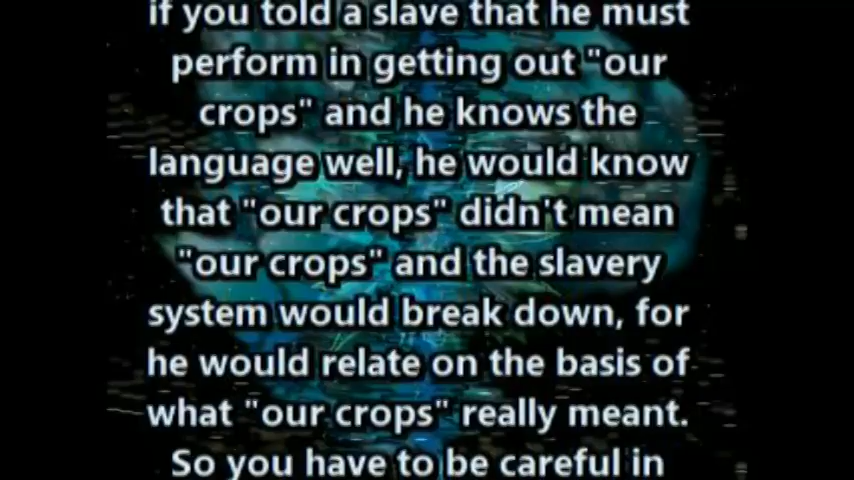 if you told a slave that he must
perform in getting out "our
crops" and he knows the
language well, he would know
that "our crops" didn't mean
"our crops" and the slavery
system would break down, for
he would relate on the basis of
what "our crops" really meant.
So you have to be careful in